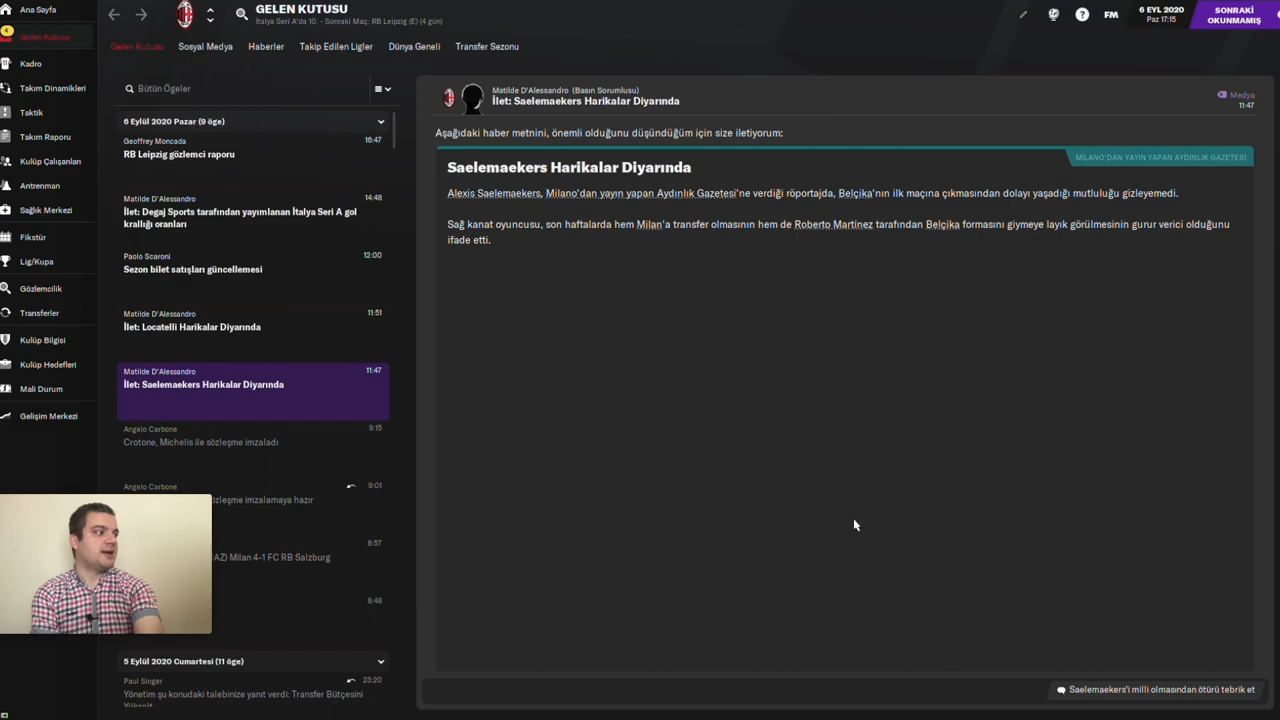 Ana Sayfa
4
Gelen Kutusu
Kadro
Takım Dinamikleri
Taktik
Takım Raporu
Kulüp Çalışanları
Antrenman
Sağlık Merkezi
Fikstür
Lig/Kupa
Gözlemcilik
Transferler
Kulüp Bilgisi
Kulüp Hedefleri
Mali Durum
Gelişim Merkezi
GELEN KUTUSU
İtalya Seri A'da 10. - Sonraki Maç: RB Leipzig (E) (4 gün)
FM
6 EYL 2020
Paz 17:15
SONRAKİ
OKUNMAMIŞ
Gelen Kutusu Sosyal Medya Haberler Takip Edilen Ligler Dünya Geneli Transfer Sezonu
Bütün Ögeler
6 Eylül 2020 Pazar (9 öge)
Geoffrey Moncada 16:47
RB Leipzig gözlemci raporu
Matilde D'Alessandro 14:48
İlet: Degaj Sports tarafından yayımlanan İtalya Seri A gol
krallığı oranları
Paolo Scaroni 12:00
Sezon bilet satışları güncellemesi
Matilde D'Alessandro 11:51
İlet: Locatelli Harikalar Diyarında
Matilde D'Alessandro 11:47
İlet: Saelemaekers Harikalar Diyarında
Angelo Carbone 9:15
Crotone, Michelis ile sözleşme imzaladı
Angelo Carbone 9:01
sözleşme imzalamaya hazır
8:57
(AZ) Milan 4-1 FC RB Salzburg
8:48
5 Eylül 2020 Cumartesi (11 öge)
Paul Singer 23:20
Yönetim şu konudaki talebinize yanıt verdi: Transfer Bütçesini
Yükselt
Matilde D'Alessandro (Basın Sorumlusu)
İlet: Saelemaekers Harikalar Diyarında
Medya
11:47
Aşağıdaki haber metnini, önemli olduğunu düşündüğüm için size iletiyorum:
MİLANO'DAN YAYIN YAPAN AYDINLIK GAZETESİ
Saelemaekers Harikalar Diyarında
Alexis Saelemaekers, Milano'dan yayın yapan Aydınlık Gazetesi'ne verdiği röportajda, Belçika'nın ilk maçına çıkmasından dolayı yaşadığı mutluluğu gizleyemedi.
Sağ kanat oyuncusu, son haftalarda hem Milan'a transfer olmasının hem de Roberto Martínez tarafından Belçika formasını giymeye layık görülmesinin gurur verici olduğunu
ifade etti.
Saelemaekers'i milli olmasından ötürü tebrik et